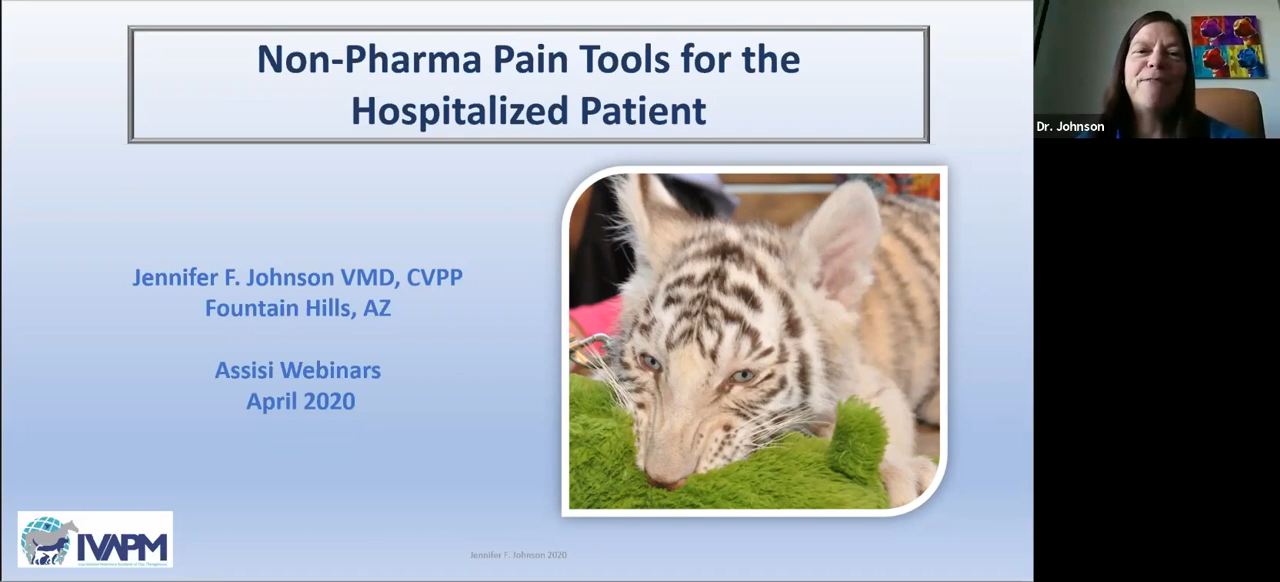 Non-Pharma Pain Tools for the
Hospitalized Patient
Dr. Johnson
Jennifer F. Johnson VMD, CVPP
Fountain Hills, AZ
Assisi Webinars
April 2020
IVAPM
Jennifer F. Johnson 2020